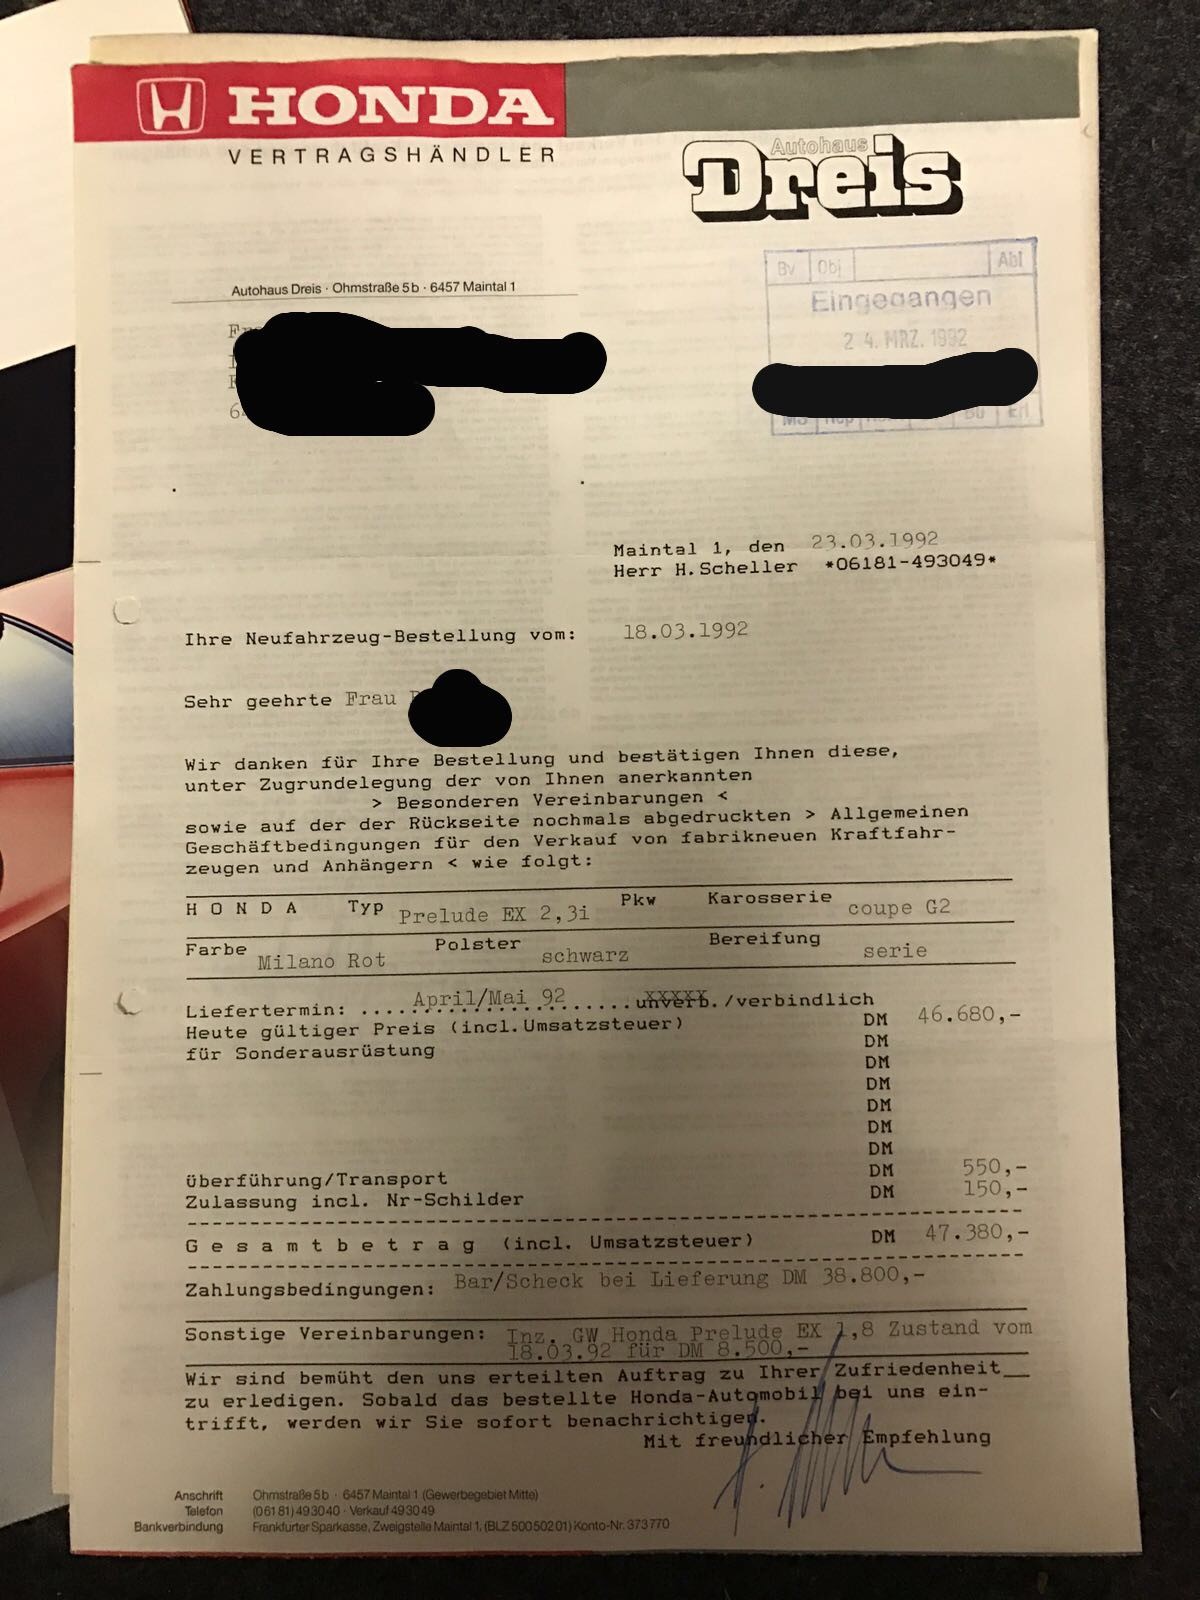 HONDA
VERTRAGSHÄNDLER
Autohaus
Dreis
Bv Obj Abl
Eingegangen
24. MRZ. 1992
Bu Erl
Autohaus Dreis · Ohmstraße 5b · 6457 Maintal 1
Maintal 1, den 23.03.1992
Herr H.Scheller *06181-493049*
Ihre Neufahrzeug-Bestellung vom: 18.03.1992
Sehr geehrte Frau
Wir danken für Ihre Bestellung und bestätigen Ihnen diese,
unter Zugrundelegung der von Ihnen anerkannten
> Besonderen Vereinbarungen <
sowie auf der der Rückseite nochmals abgedruckten > Allgemeinen
Geschäftbedingungen für den Verkauf von fabrikneuen Kraftfahr-
zeugen und Anhängern < wie folgt:
H O N D A Typ Prelude EX 2,3i Pkw Karosserie coupe G2
Farbe Milano Rot Polster schwarz Bereifung serie
Liefertermin: ...April/Mai 92...... unverb./verbindlich
Heute gültiger Preis (incl.Umsatzsteuer) DM 46.680,-
für Sonderausrüstung DM
DM
DM
DM
DM
DM
überführung/Transport DM 550,-
Zulassung incl. Nr-Schilder DM 150,-
G e s a m t b e t r a g (incl. Umsatzsteuer) DM 47.380,-
Zahlungsbedingungen: Bar/Scheck bei Lieferung DM 38.800,-
Sonstige Vereinbarungen: Inz. GW Honda Prelude EX 1,8 Zustand vom
18.03.92 für DM 8.500,-
Wir sind bemüht den uns erteilten Auftrag zu Ihrer Zufriedenheit
zu erledigen. Sobald das bestellte Honda-Automobil bei uns ein-
trifft, werden wir Sie sofort benachrichtigen.
Mit freundlicher Empfehlung
Anschrift Ohmstraße 5b · 6457 Maintal 1 (Gewerbegebiet Mitte)
Telefon (06181) 493040 · Verkauf 493049
Bankverbindung Frankfurter Sparkasse, Zweigstelle Maintal 1, (BLZ 50050201) Konto-Nr. 373770